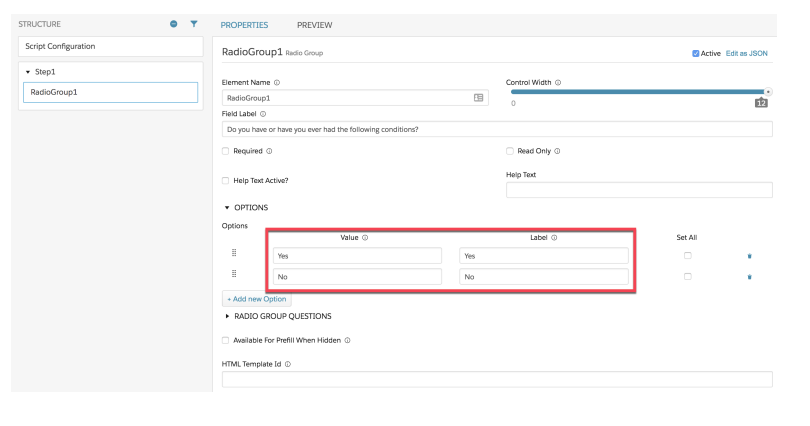 STRUCTURE
PROPERTIES PREVIEW
Script Configuration
Step1
RadioGroup1
RadioGroup1 Radio Group
Active Edit as JSON
Element Name
Control Width
RadioGroup1
0 12
Field Label
Do you have or have you ever had the following conditions?
Required
Read Only
Help Text Active?
Help Text
OPTIONS
Options
Value Label Set All
Yes Yes
No No
+ Add new Option
RADIO GROUP QUESTIONS
Available For Prefill When Hidden
HTML Template Id